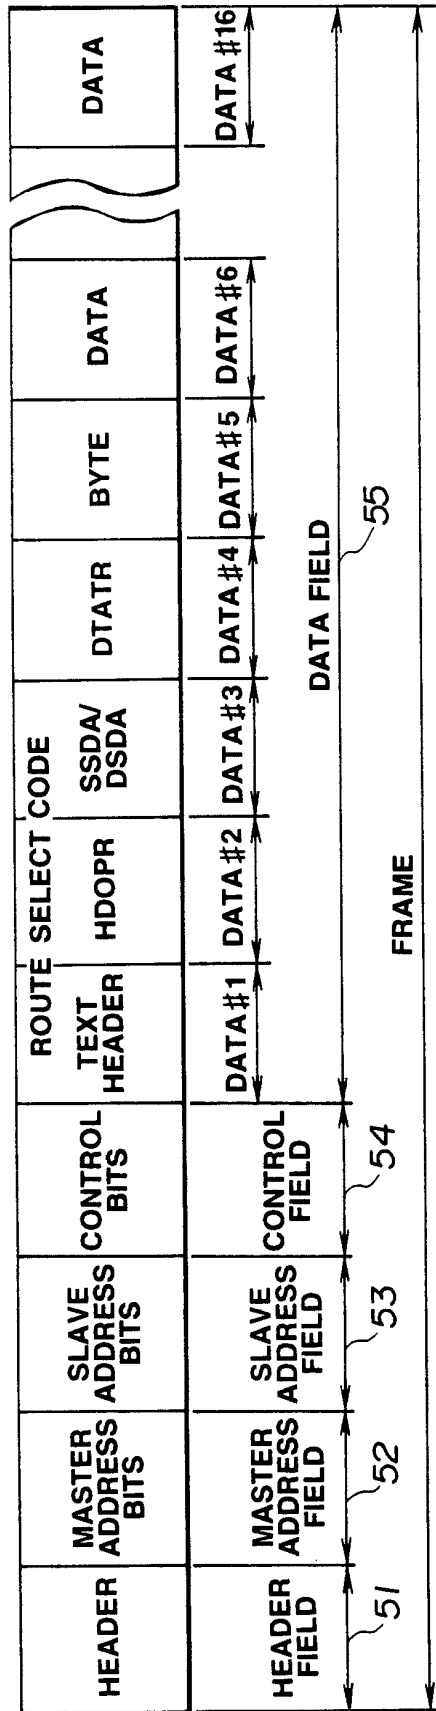 HEADER
MASTER
ADDRESS
BITS
SLAVE
ADDRESS
BITS
CONTROL
BITS
ROUTE SELECT CODE
TEXT
HEADER
HDOPR
SSDA/
DSDA
DTATR
BYTE
DATA
DATA
HEADER
FIELD
MASTER
ADDRESS
FIELD
SLAVE
ADDRESS
FIELD
CONTROL
FIELD
DATA#1
DATA#2
DATA#3
DATA#4
DATA#5
DATA#6
DATA#16
51
52
53
54
DATA FIELD
55
FRAME